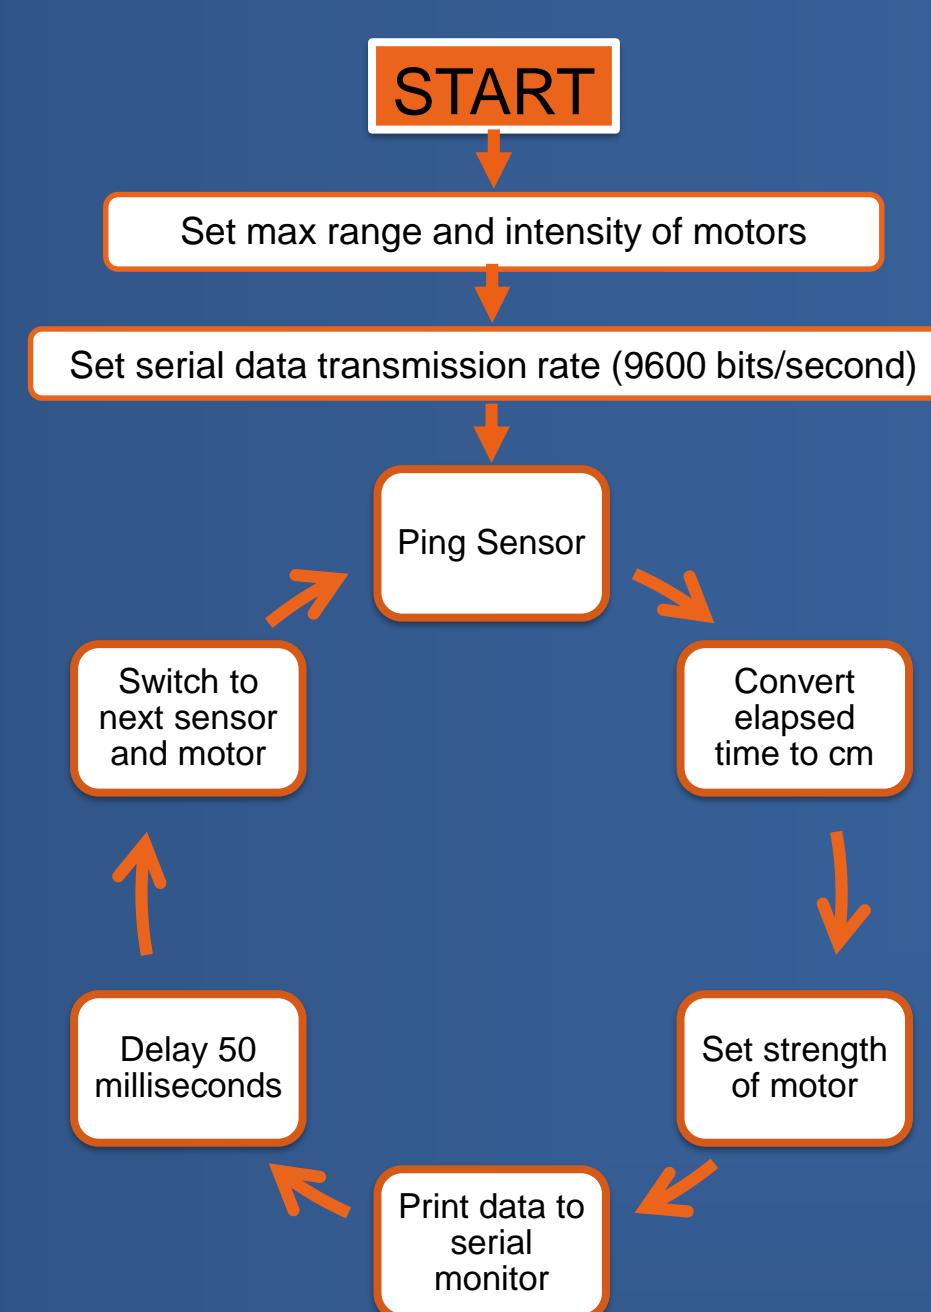 START
Set max range and intensity of motors
Set serial data transmission rate (9600 bits/second)
Ping Sensor
Convert
elapsed
time to cm
Set strength
of motor
Print data to
serial
monitor
Delay 50
milliseconds
Switch to
next sensor
and motor